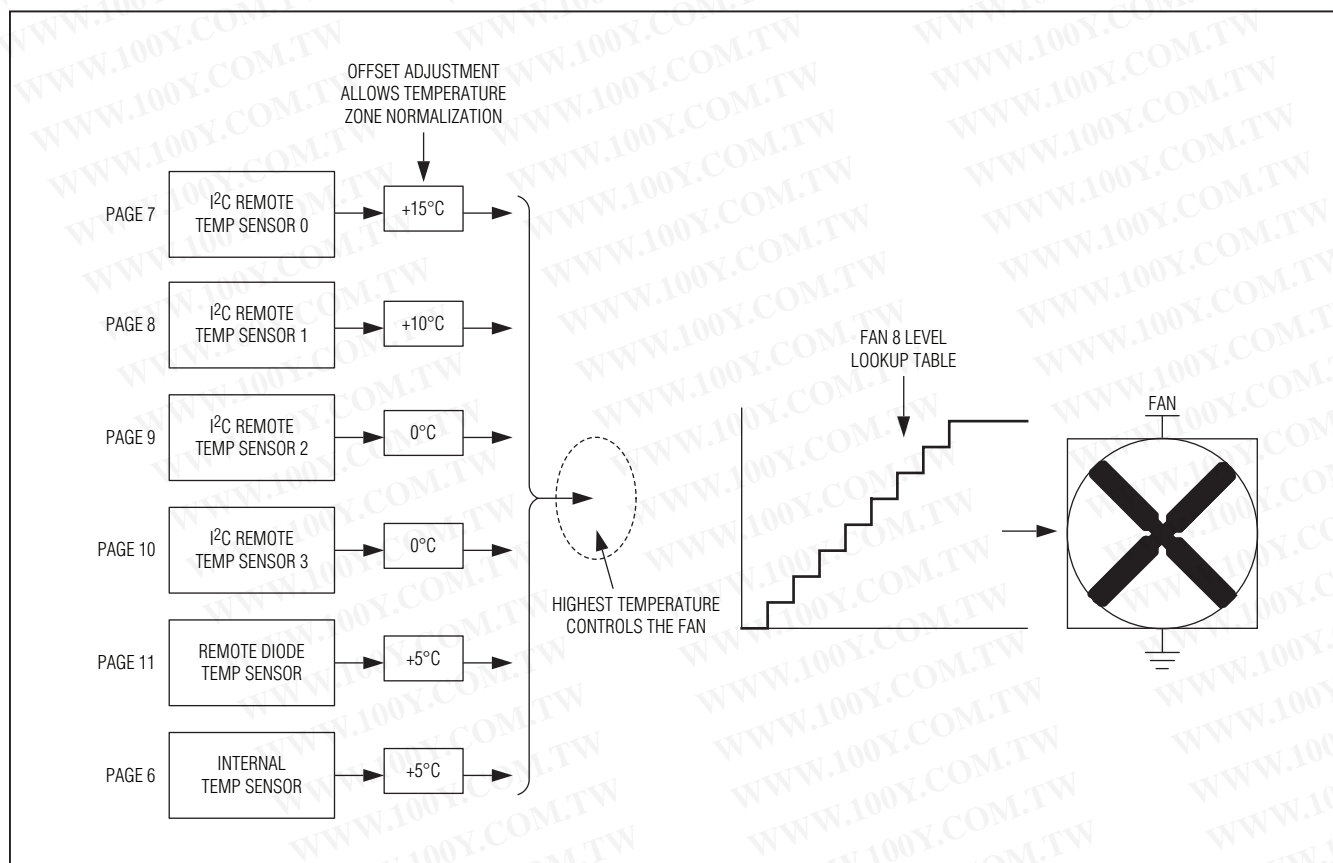 OFFSET ADJUSTMENT
ALLOWS TEMPERATURE
ZONE NORMALIZATION
PAGE 7
I2C REMOTE
TEMP SENSOR 0
+15°C
PAGE 8
I2C REMOTE
TEMP SENSOR 1
+10°C
PAGE 9
I2C REMOTE
TEMP SENSOR 2
0°C
PAGE 10
I2C REMOTE
TEMP SENSOR 3
0°C
PAGE 11
REMOTE DIODE
TEMP SENSOR
+5°C
PAGE 6
INTERNAL
TEMP SENSOR
+5°C
HIGHEST TEMPERATURE
CONTROLS THE FAN
FAN 8 LEVEL
LOOKUP TABLE
FAN
WWW.100Y.COM.TW